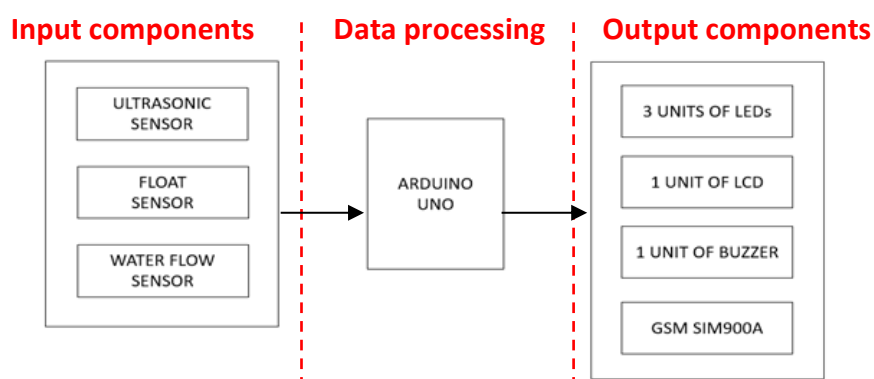 Input components
Data processing
Output components
ULTRASONIC
SENSOR
FLOAT
SENSOR
WATER FLOW
SENSOR
ARDUINO
UNO
3 UNITS OF LEDs
1 UNIT OF LCD
1 UNIT OF BUZZER
GSM SIM900A